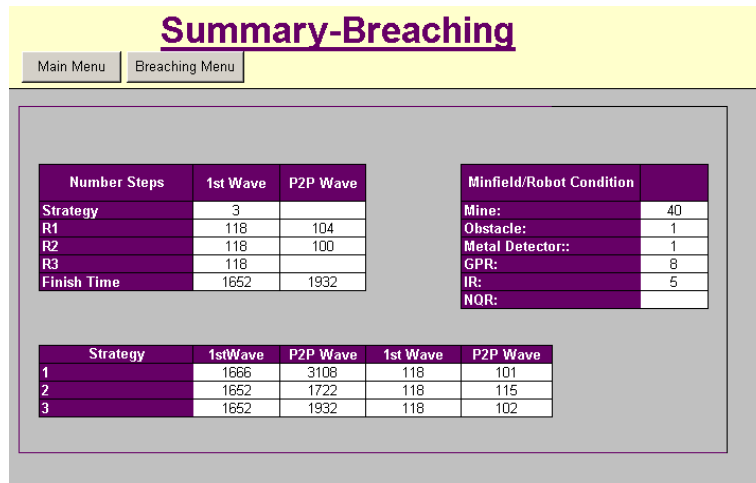 Summary-Breaching
Main Menu Breaching Menu
Number Steps 1st Wave P2P Wave
Strategy 3
R1 118 104
R2 118 100
R3 118
Finish Time 1652 1932
Minfield/Robot Condition
Mine: 40
Obstacle: 1
Metal Detector:: 1
GPR: 8
IR: 5
NQR:
Strategy 1stWave P2P Wave 1st Wave P2P Wave
1 1666 3108 118 101
2 1652 1722 118 115
3 1652 1932 118 102